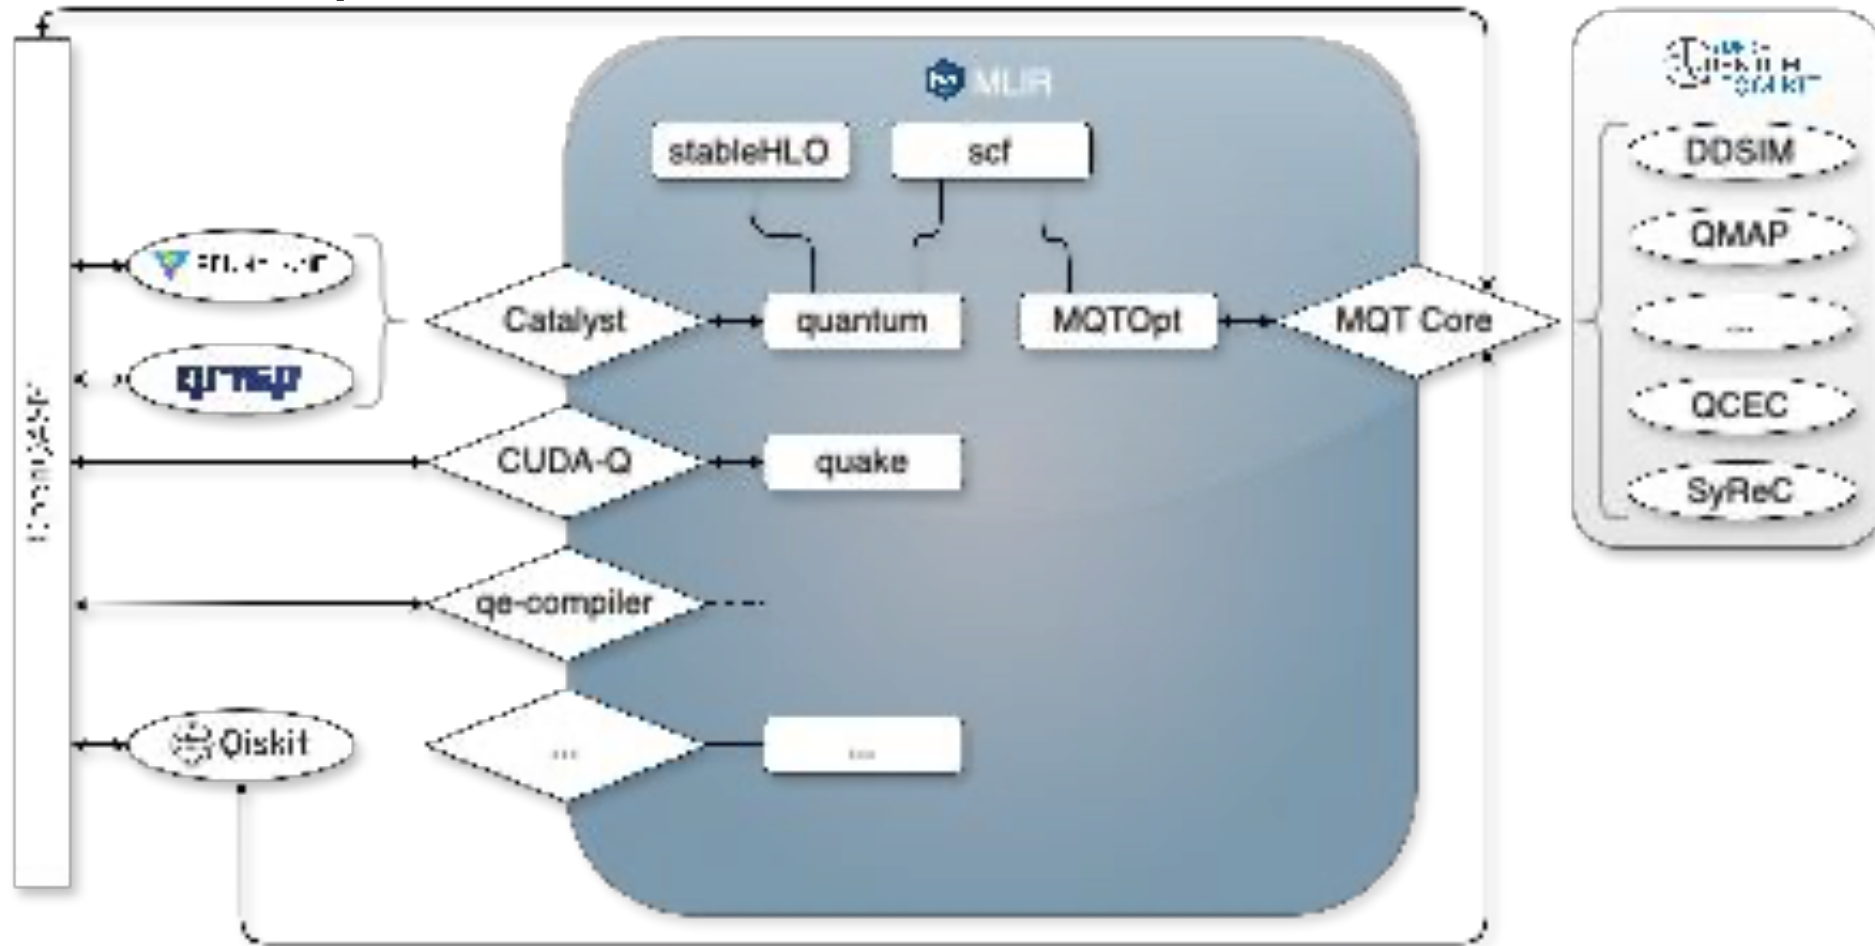 MLIR
stableHLO
scf
DDSIM
QMAP
Catalyst
quantum
MQTOpt
MQT Core
...
QCEC
CUDA-Q
quake
SyReC
qe-compiler
Qiskit
...
...